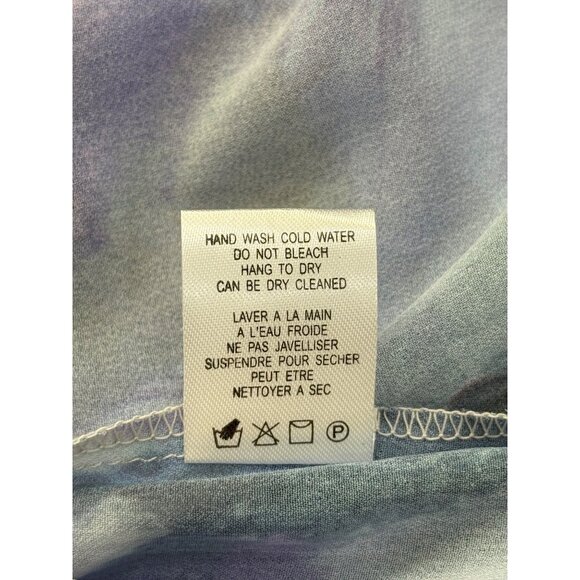 HAND WASH COLD WATER
DO NOT BLEACH
HANG TO DRY
CAN BE DRY CLEANED
LAVER A LA MAIN
A L'EAU FROIDE
NE PAS JAVELLISER
SUSPENDRE POUR SECHER
PEUT ETRE
NETTOYER A SEC
P